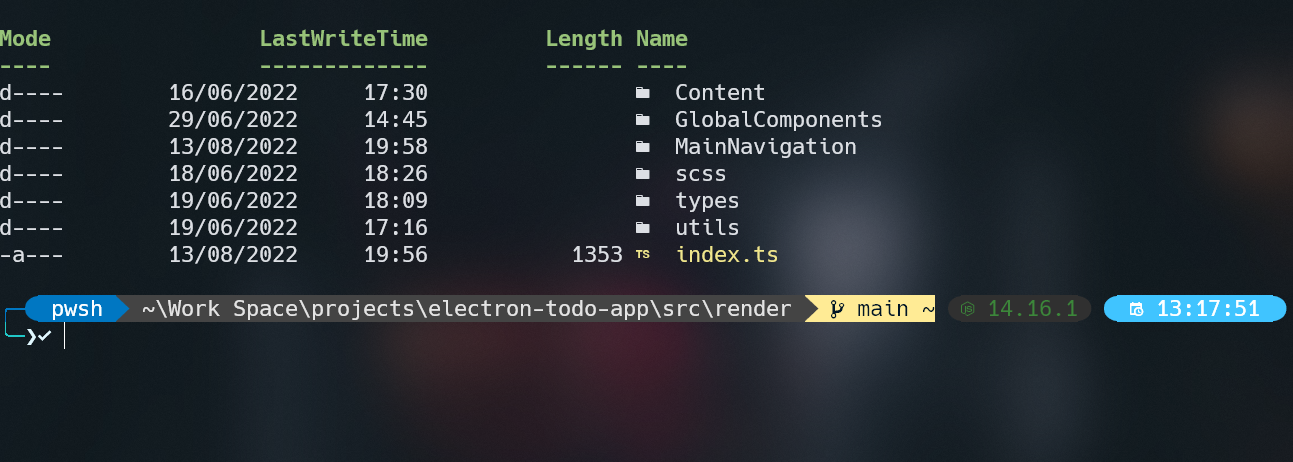 Mode LastWriteTime Length Name
---- ------------- ------ ----
d---- 16/06/2022 17:30 Content
d---- 29/06/2022 14:45 GlobalComponents
d---- 13/08/2022 19:58 MainNavigation
d---- 18/06/2022 18:26 scss
d---- 19/06/2022 18:09 types
d---- 19/06/2022 17:16 utils
-a--- 13/08/2022 19:56 1353 TS index.ts
pwsh ~\Work Space\projects\electron-todo-app\src\render main ~ JS 14.16.1 13:17:51
❯✓